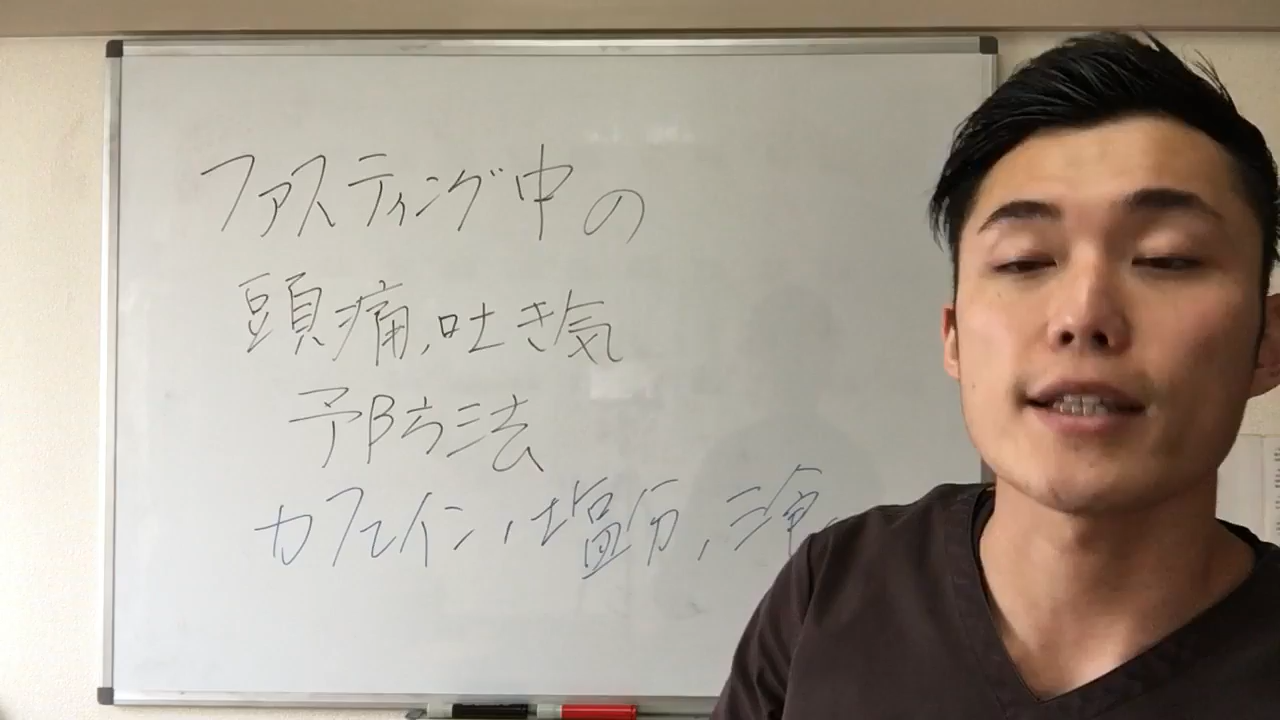 ファスティング中の
頭痛、吐き気
予防法
カフェイン、塩分、